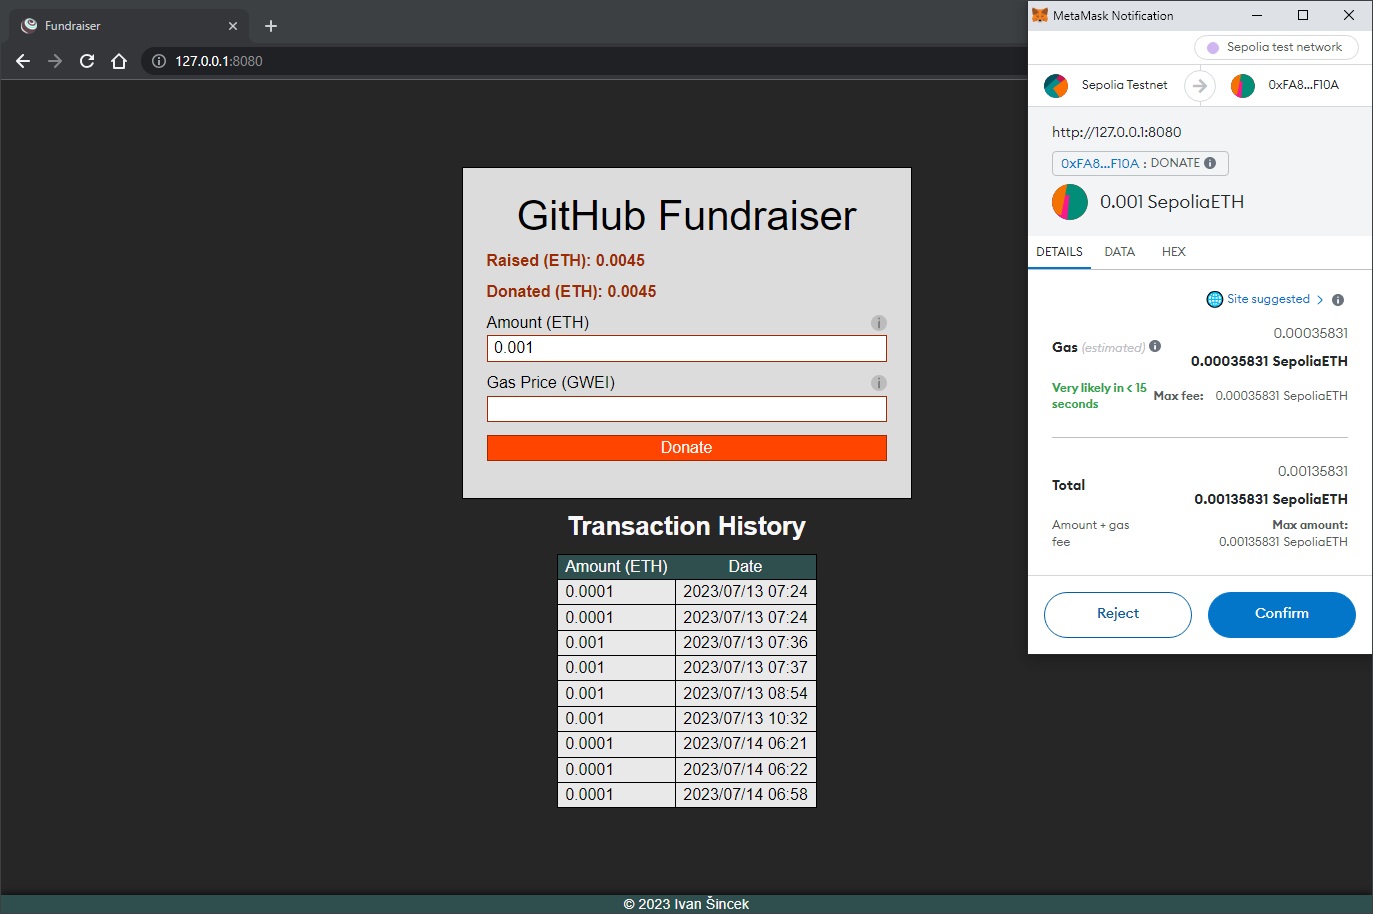 Fundraiser
127.0.0.1:8080
GitHub Fundraiser
Raised (ETH): 0.0045
Donated (ETH): 0.0045
Amount (ETH)
0.001
Gas Price (GWEI)
Donate
Transaction History
Amount (ETH) Date
0.0001 2023/07/13 07:24
0.0001 2023/07/13 07:24
0.001 2023/07/13 07:36
0.001 2023/07/13 07:37
0.001 2023/07/13 08:54
0.001 2023/07/13 10:32
0.0001 2023/07/14 06:21
0.0001 2023/07/14 06:22
0.0001 2023/07/14 06:58
© 2023 Ivan Šincek
MetaMask Notification
Sepolia test network
Sepolia Testnet 0xFA8...F10A
http://127.0.0.1:8080
0xFA8...F10A : DONATE
0.001 SepoliaETH
DETAILS DATA HEX
Site suggested
0.00035831
Gas (estimated)
0.00035831 SepoliaETH
Very likely in < 15
seconds
Max fee: 0.00035831 SepoliaETH
0.00135831
Total
0.00135831 SepoliaETH
Amount + gas
fee
Max amount:
0.00135831 SepoliaETH
Reject Confirm